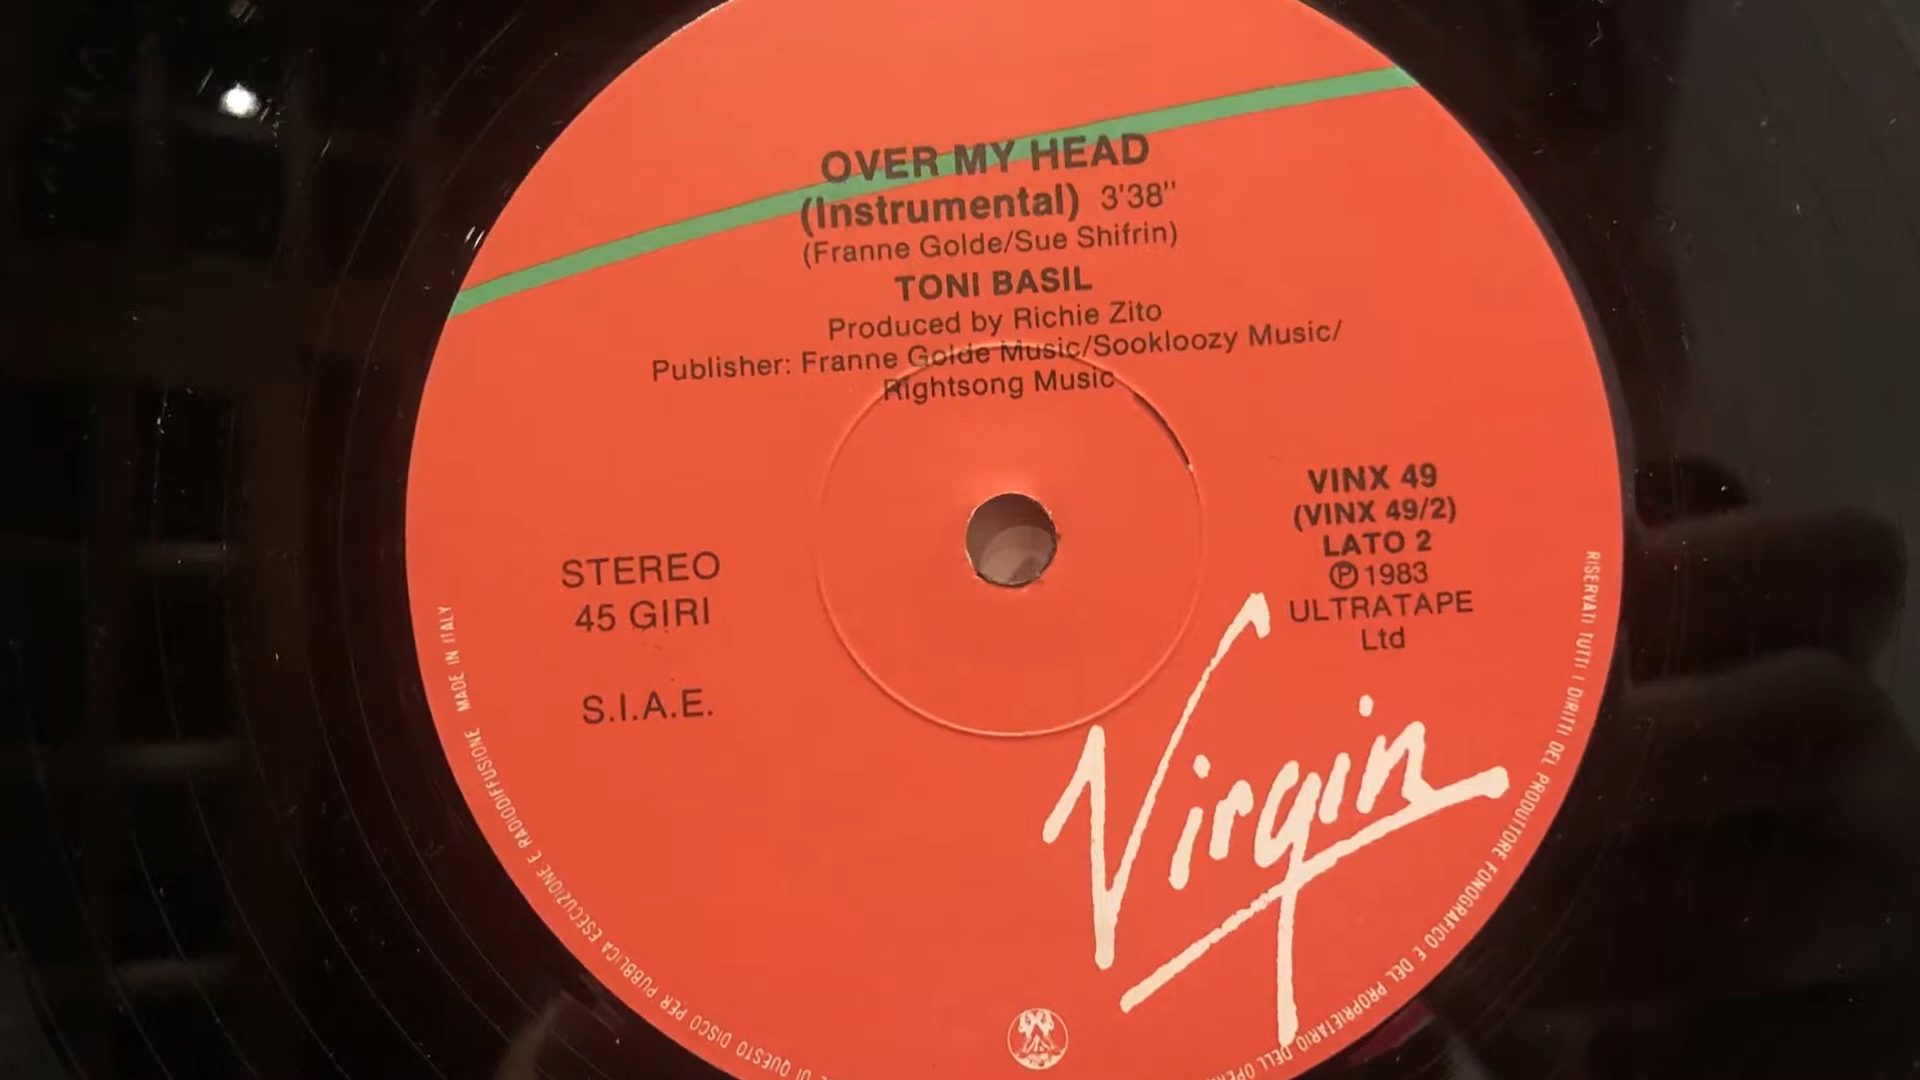 OVER MY HEAD
(Instrumental) 3'38"
(Franne Golde/Sue Shifrin)
TONI BASIL
Produced by Richie Zito
Publisher: Franne Golde Music/Sookloozy Music/
Rightsong Music
STEREO
45 GIRI
S.I.A.E.
VINX 49
(VINX 49/2)
LATO 2
Ⓟ 1983
ULTRATAPE
Ltd
Virgin
RISERVATI TUTTI I DIRITTI DEL PRODUTTORE FONOGRAFICO E DEL PROPRIETARIO DELL'
DI QUESTO DISCO PER PUBBLICA ESECUZIONE E RADIODIFFUSIONE MADE IN ITALY